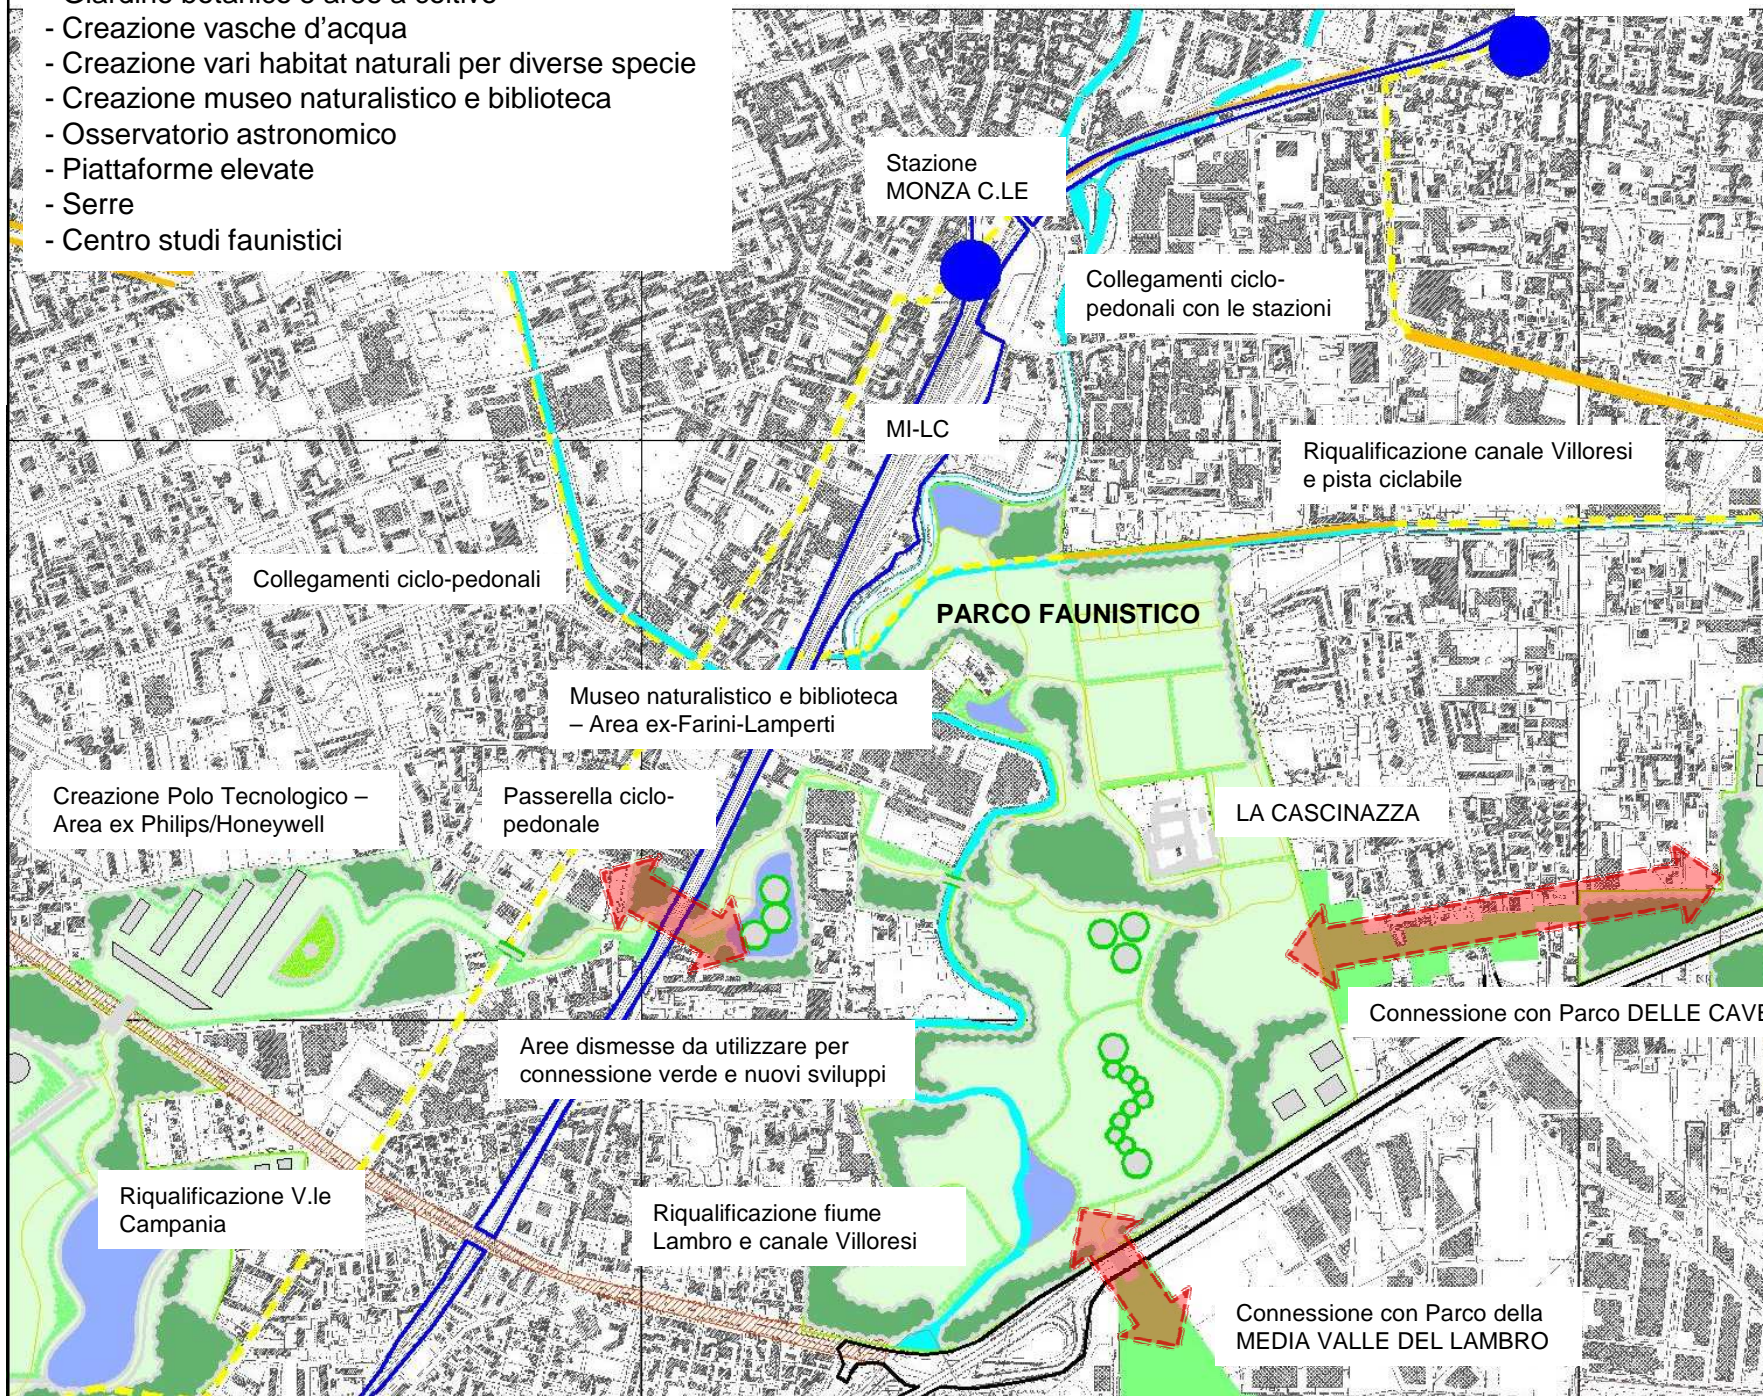 - Creazione vasche d'acqua
- Creazione vari habitat naturali per diverse specie
- Creazione museo naturalistico e biblioteca
- Osservatorio astronomico
- Piattaforme elevate
- Serre
- Centro studi faunistici
Stazione
MONZA C.LE
Collegamenti ciclo-
pedonali con le stazioni
MI-LC
Riqualificazione canale Villoresi
e pista ciclabile
Collegamenti ciclo-pedonali
PARCO FAUNISTICO
Museo naturalistico e biblioteca
– Area ex-Farini-Lamperti
Creazione Polo Tecnologico –
Area ex Philips/Honeywell
Passerella ciclo-
pedonale
LA CASCINAZZA
Connessione con Parco DELLE CAVE
Aree dismesse da utilizzare per
connessione verde e nuovi sviluppi
Riqualificazione V.le
Campania
Riqualificazione fiume
Lambro e canale Villoresi
Connessione con Parco della
MEDIA VALLE DEL LAMBRO